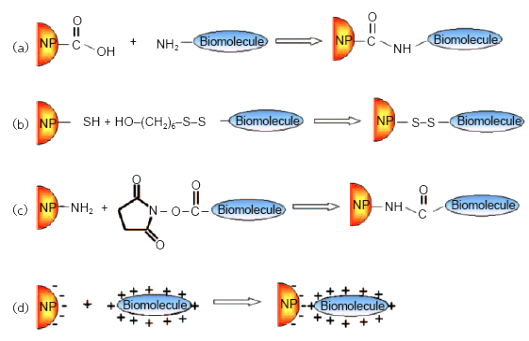 (a) NP C O OH + NH2 Biomolecule NP C O NH Biomolecule
(b) NP SH + HO-(CH2)6-S-S Biomolecule NP S-S Biomolecule
(c) NP NH2 + O N O O C O Biomolecule NP NH C O Biomolecule
(d) NP + Biomolecule NP Biomolecule